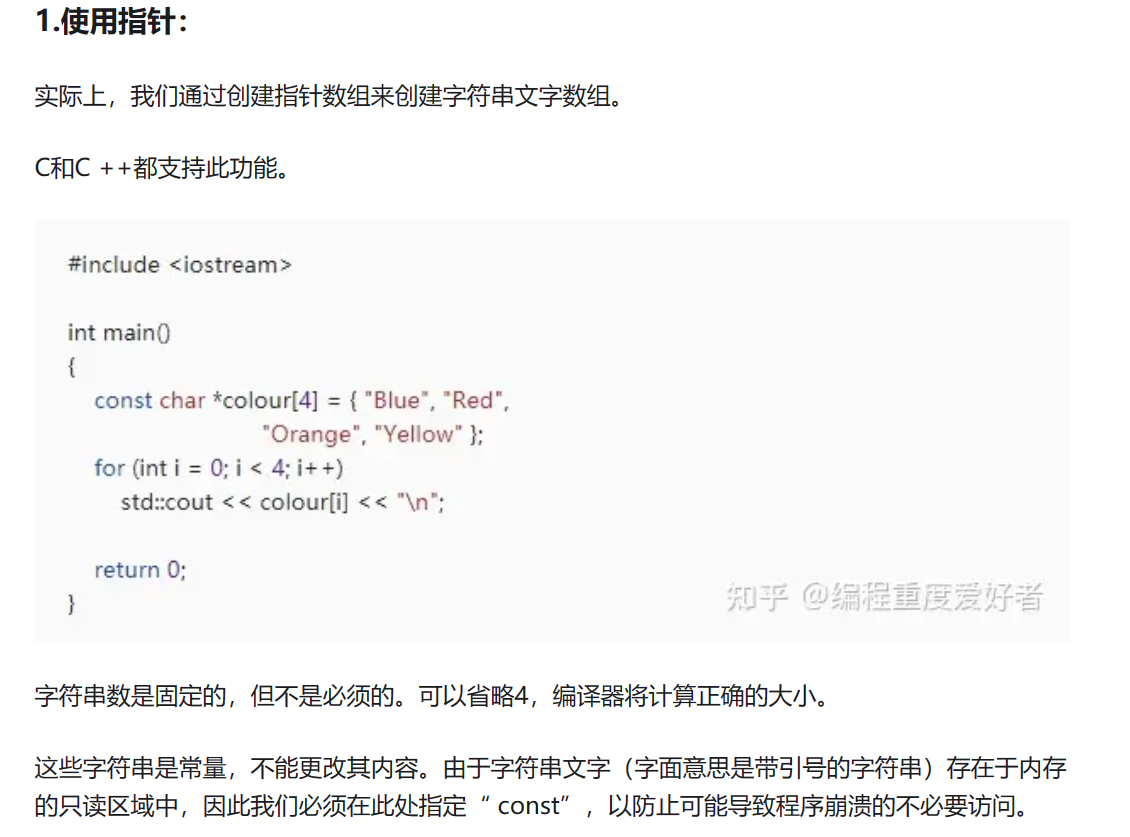 1.使用指针：
实际上，我们通过创建指针数组来创建字符串文字数组。
C和C ++都支持此功能。
#include <iostream>
int main()
{
const char *colour[4] = { "Blue", "Red",
"Orange", "Yellow" };
for (int i = 0; i < 4; i++)
std::cout << colour[i] << "\n";
return 0;
}
知乎 @编程重度爱好者
字符串数是固定的，但不是必须的。可以省略4，编译器将计算正确的大小。
这些字符串是常量，不能更改其内容。由于字符串文字（字面意思是带引号的字符串）存在于内存
的只读区域中，因此我们必须在此处指定“ const”，以防止可能导致程序崩溃的不必要访问。